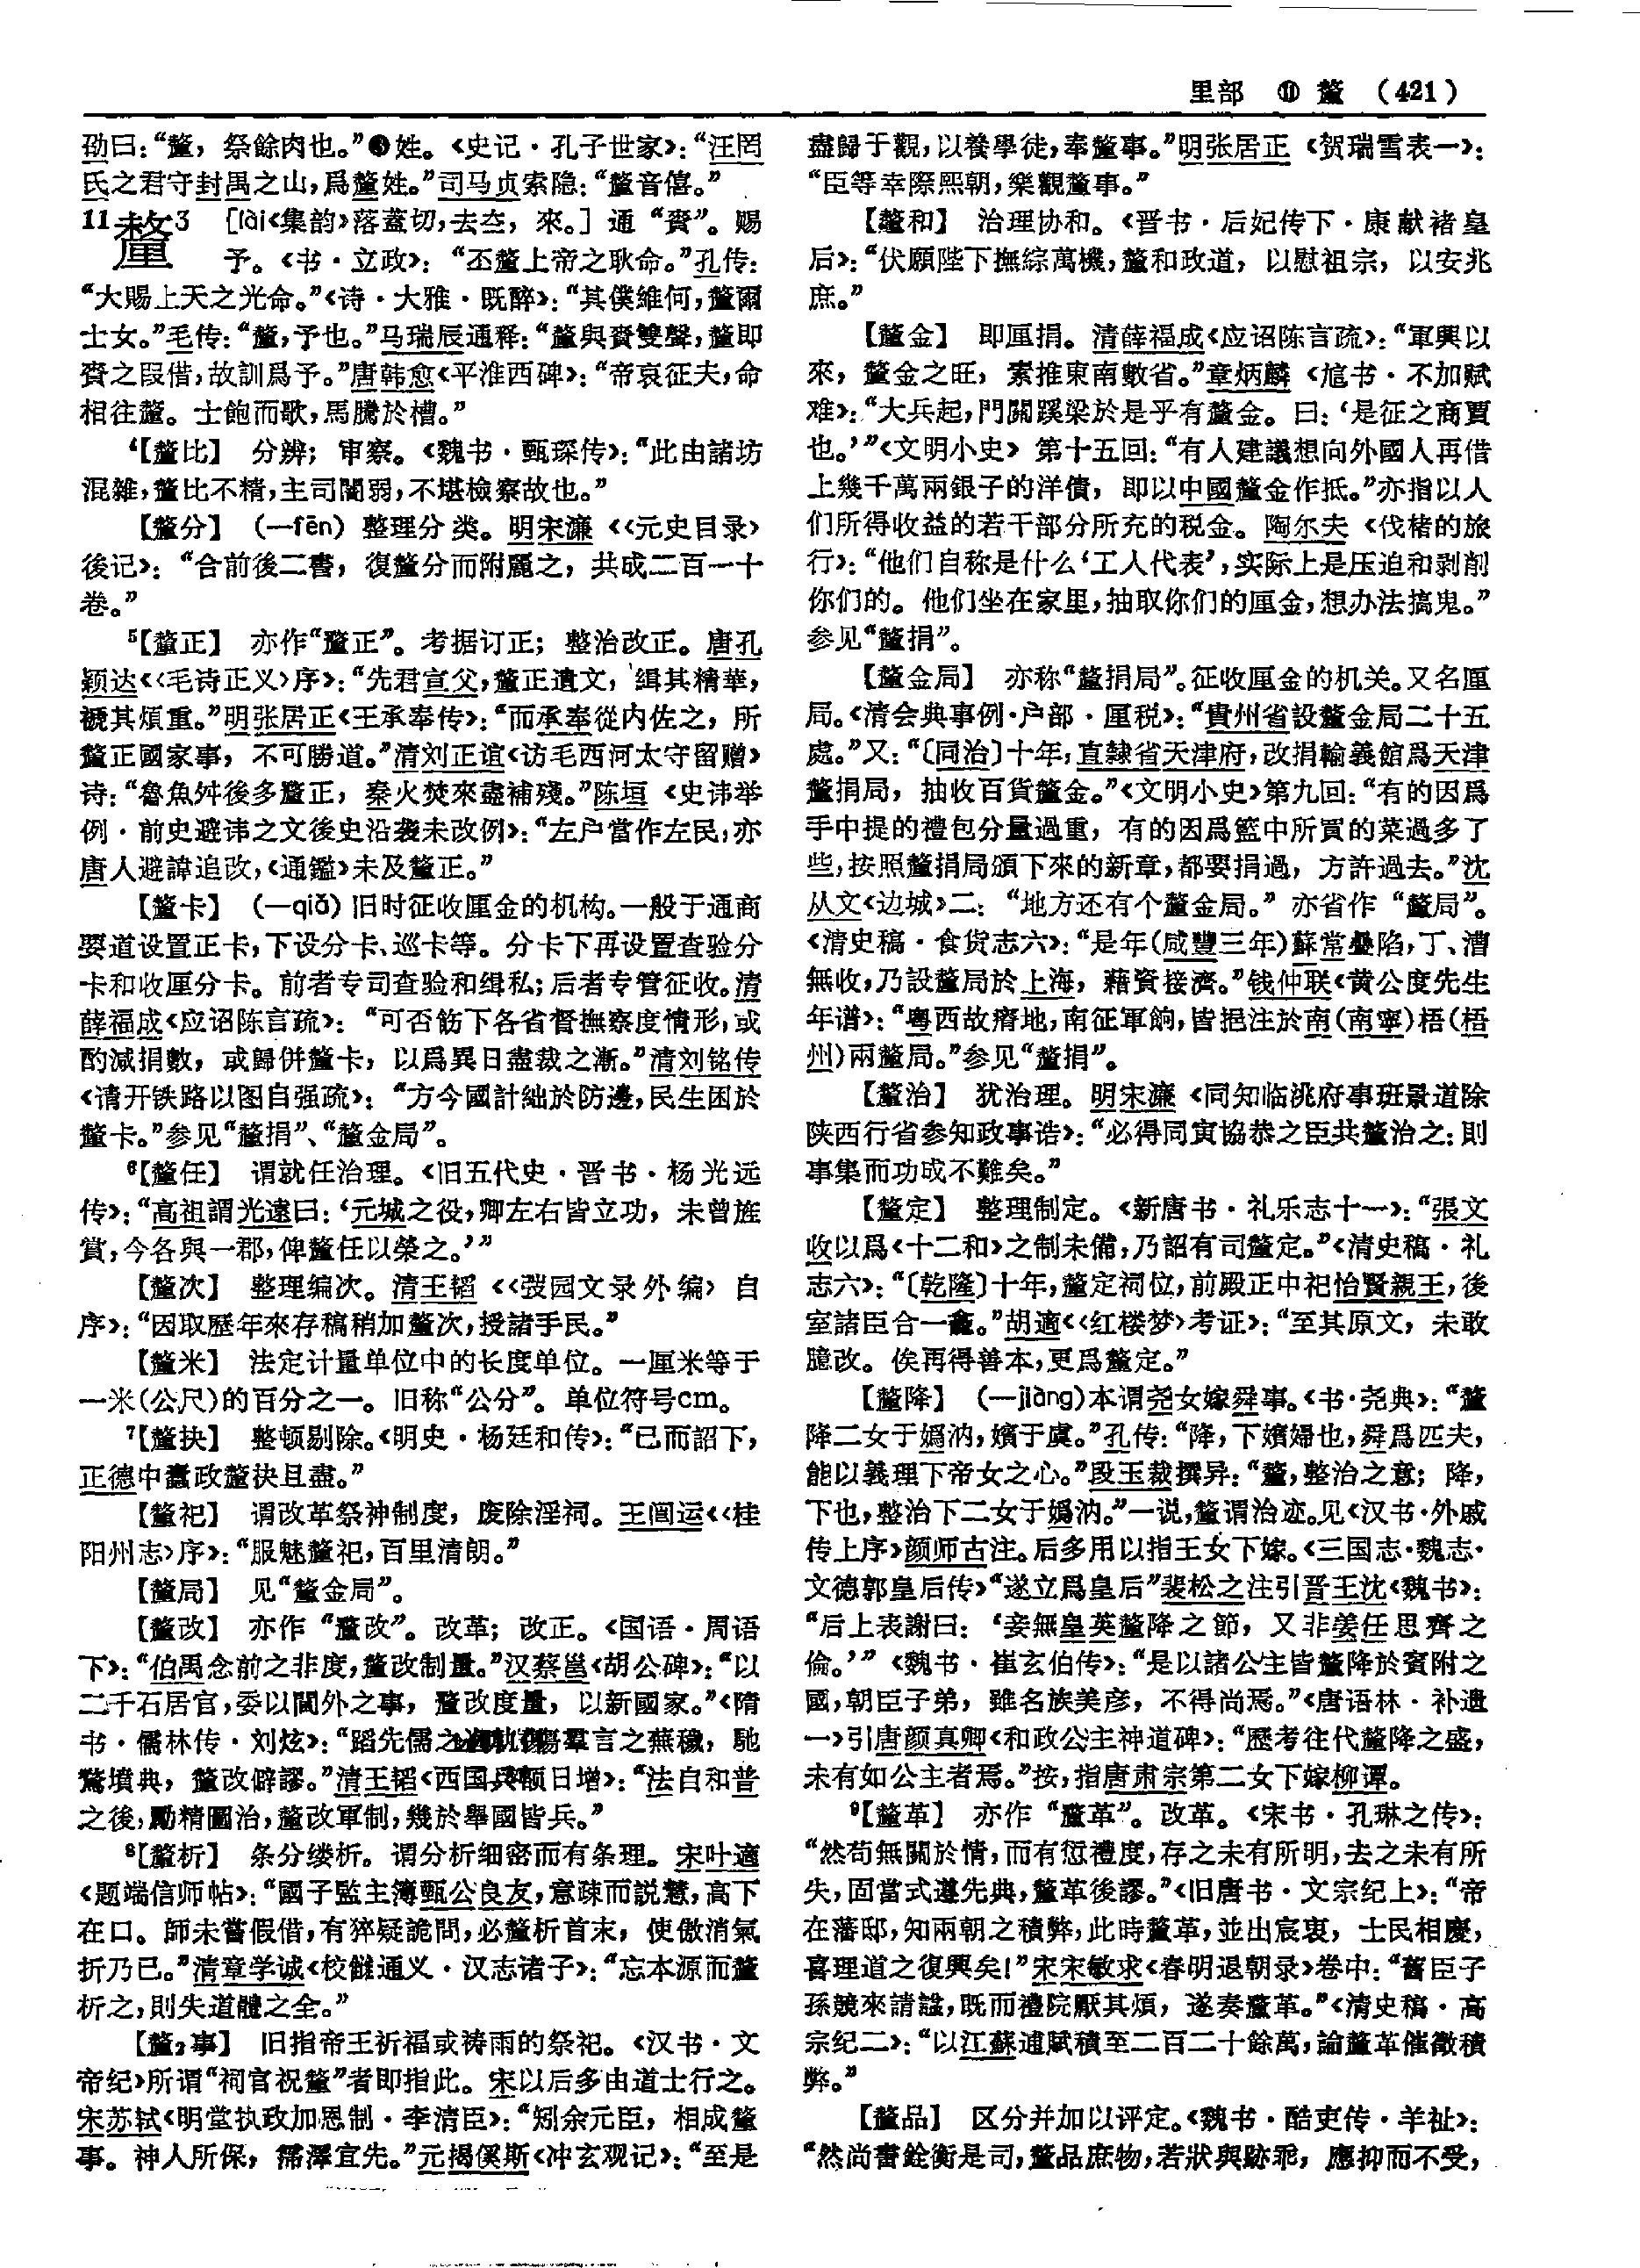 里部 ⑪ 釐 (421)
劭曰：“釐，祭餘肉也。”❸姓。《史记·孔子世家》：“汪罔
氏之君守封禺之山，爲釐姓。”司马贞索隐：“釐音僖。”
11釐3 ［lài《集韵》落蓋切，去泰，來。］通“賚”。赐
予。《书·立政》：“丕釐上帝之耿命。”孔传：
“大賜上天之光命。”《诗·大雅·既醉》：“其僕維何，釐爾
士女。”毛传：“釐，予也。”马瑞辰通释：“釐與賚雙聲，釐即
賚之叚借，故訓爲予。”唐韩愈《平淮西碑》：“帝哀征夫，命
相往釐。士飽而歌，馬騰於槽。”
4【釐比】 分辨；审察。《魏书·甄琛传》：“此由諸坊
混雜，釐比不精，主司闇弱，不堪檢察故也。”
【釐分】 （—fēn）整理分类。明宋濂《〈元史目录〉
後记》：“合前後二書，復釐分而附麗之，共成二百一十
卷。”
5【釐正】 亦作“釐正”。考据订正；整治改正。唐孔
颖达《〈毛诗正义〉序》：“先君宣父，釐正遺文，緝其精華，
褫其煩重。”明张居正《王承奉传》：“而承奉從内佐之，所
釐正國家事，不可勝道。”清刘正谊《访毛西河太守留赠》
诗：“魯魚舛後多釐正，秦火焚來盡補殘。”陈垣《史讳举
例·前史避讳之文後史沿袭未改例》：“左户當作左民，亦
唐人避諱追改，《通鑑》未及釐正。”
【釐卡】 （—qiǎ）旧时征收厘金的机构。一般于通商
要道设置正卡，下设分卡、巡卡等。分卡下再设置查验分
卡和收厘分卡。前者专司查验和缉私；后者专管征收。清
薛福成《应诏陈言疏》：“可否飭下各省督撫察度情形，或
酌減捐數，或歸併釐卡，以爲異日盡裁之漸。”清刘铭传
《请开铁路以图自强疏》：“方今國計絀於防邊，民生困於
釐卡。”参见“釐捐”、“釐金局”。
6【釐任】 谓就任治理。《旧五代史·晋书·杨光远
传》：“高祖謂光遠曰：‘元城之役，卿左右皆立功，未曾旌
賞，今各與一郡，俾釐任以榮之。’”
【釐次】 整理编次。清王韬《〈弢园文录外编〉自
序》：“因取歷年來存稿稍加釐次，授諸手民。”
【釐米】 法定计量单位中的长度单位。一厘米等于
一米（公尺）的百分之一。旧称“公分”。单位符号cm。
7【釐抉】 整顿剔除。《明史·杨廷和传》：“已而詔下，
正德中蠹政釐抉且盡。”
【釐祀】 谓改革祭神制度，废除淫祠。王闿运《〈桂
阳州志〉序》：“服魅釐祀，百里清朗。”
【釐局】 见“釐金局”。
【釐改】 亦作“釐改”。改革；改正。《国语·周语
下》：“伯禹念前之非度，釐改制量。”汉蔡邕《胡公碑》：“以
二千石居官，委以閫外之事，釐改度量，以新國家。”《隋
书·儒林传·刘炫》：“蹈先儒之 羣言之蕪穢，馳
騖墳典，釐改僻謬。”清王韬《西国兵额日增》：“法自和普
之後，勵精圖治，釐改軍制，幾於舉國皆兵。”
8【釐析】 条分缕析。谓分析细密而有条理。宋叶適
《题端信师帖》：“國子監主簿甄公良友，意疎而説慧，高下
在口。師未嘗假借，有猝疑詭問，必釐析首末，使傲消氣
折乃已。”清章学诚《校雠通义·汉志诸子》：“忘本源而釐
析之，則失道體之全。”
【釐2事】 旧指帝王祈福或祷雨的祭祀。《汉书·文
帝纪》所谓“祠官祝釐”者即指此。宋以后多由道士行之。
宋苏轼《明堂执政加恩制·李清臣》：“矧余元臣，相成釐
事。神人所保，霈澤宜先。”元揭傒斯《冲玄观记》：“至是
盡歸于觀，以養學徒，奉釐事。”明张居正《贺瑞雪表一》：
“臣等幸際熙朝，樂觀釐事。”
【釐和】 治理协和。《晋书·后妃传下·康献褚皇
后》：“伏願陛下撫綜萬機，釐和政道，以慰祖宗，以安兆
庶。”
【釐金】 即厘捐。清薛福成《应诏陈言疏》：“軍興以
來，釐金之旺，素推東南數省。”章炳麟《訄书·不加赋
难》：“大兵起，門關蹊梁於是乎有釐金。曰：‘是征之商賈
也。’”《文明小史》第十五回：“有人建議想向外國人再借
上幾千萬兩銀子的洋債，即以中國釐金作抵。”亦指以人
们所得收益的若干部分所充的税金。陶尔夫《伐楮的旅
行》：“他们自称是什么‘工人代表’，实际上是压迫和剥削
你们的。他们坐在家里，抽取你们的厘金，想办法搞鬼。”
参见“釐捐”。
【釐金局】 亦称“釐捐局”。征收厘金的机关。又名厘
局。《清会典事例·户部·厘税》：“貴州省設釐金局二十五
處。”又：“〔同治〕十年，直隸省天津府，改捐輸義館爲天津
釐捐局，抽收百貨釐金。”《文明小史》第九回：“有的因爲
手中提的禮包分量過重，有的因爲籃中所買的菜過多了
些，按照釐捐局頒下來的新章，都要捐過，方許過去。”沈
从文《边城》二：“地方还有个釐金局。”亦省作“釐局”。
《清史稿·食货志六》：“是年（咸豐三年）蘇常疊陷，丁、漕
無收，乃設釐局於上海，藉資接濟。”钱仲联《黄公度先生
年谱》：“粵西故瘠地，南征軍餉，皆挹注於南（南寧）梧（梧
州）兩釐局。”参见“釐捐”。
【釐治】 犹治理。明宋濂《同知临洮府事班景道除
陕西行省参知政事诰》：“必得同寅協恭之臣共釐治之；則
事集而功成不難矣。”
【釐定】 整理制定。《新唐书·礼乐志十一》：“張文
收以爲《十二和》之制未備，乃詔有司釐定。”《清史稿·礼
志六》：“〔乾隆〕十年，釐定祠位，前殿正中祀怡賢親王，後
室諸臣合一龕。”胡適《〈红楼梦〉考证》：“至其原文，未敢
臆改。俟再得善本，更爲釐定。”
【釐降】 （—jiàng）本谓尧女嫁舜事。《书·尧典》：“釐
降二女于嬀汭，嬪于虞。”孔传：“降，下嬪婦也，舜爲匹夫，
能以義理下帝女之心。”段玉裁撰异：“釐，整治之意；降，
下也，整治下二女于嬀汭。”一说，釐谓治迹。见《汉书·外戚
传上序》颜师古注。后多用以指王女下嫁。《三国志·魏志·
文德郭皇后传》“遂立爲皇后”裴松之注引晋王沈《魏书》：
“后上表謝曰：‘妾無皇英釐降之節，又非姜任思齊之
倫。’”《魏书·崔玄伯传》：“是以諸公主皆釐降於賓附之
國，朝臣子弟，雖名族美彦，不得尚焉。”《唐语林·补遗
一》引唐颜真卿《和政公主神道碑》：“歷考往代釐降之盛，
未有如公主者焉。”按，指唐肃宗第二女下嫁柳潭。
9【釐革】 亦作“釐革”。改革。《宋书·孔琳之传》：
“然苟無關於情，而有愆禮度，存之未有所明，去之未有所
失，固當式遵先典，釐革後謬。”《旧唐书·文宗纪上》：“帝
在藩邸，知兩朝之積弊，此時釐革，並出宸衷，士民相慶，
喜理道之復興矣！”宋宋敏求《春明退朝录》卷中：“舊臣子
孫競來請謚，既而禮院厭其煩，遂奏釐革。”《清史稿·高
宗纪二》：“以江蘇逋賦積至二百二十餘萬，諭釐革催徵積
弊。”
【釐品】 区分并加以评定。《魏书·酷吏传·羊祉》：
“然尚書銓衡是司，釐品庶物，若狀與跡乖，應抑而不受，